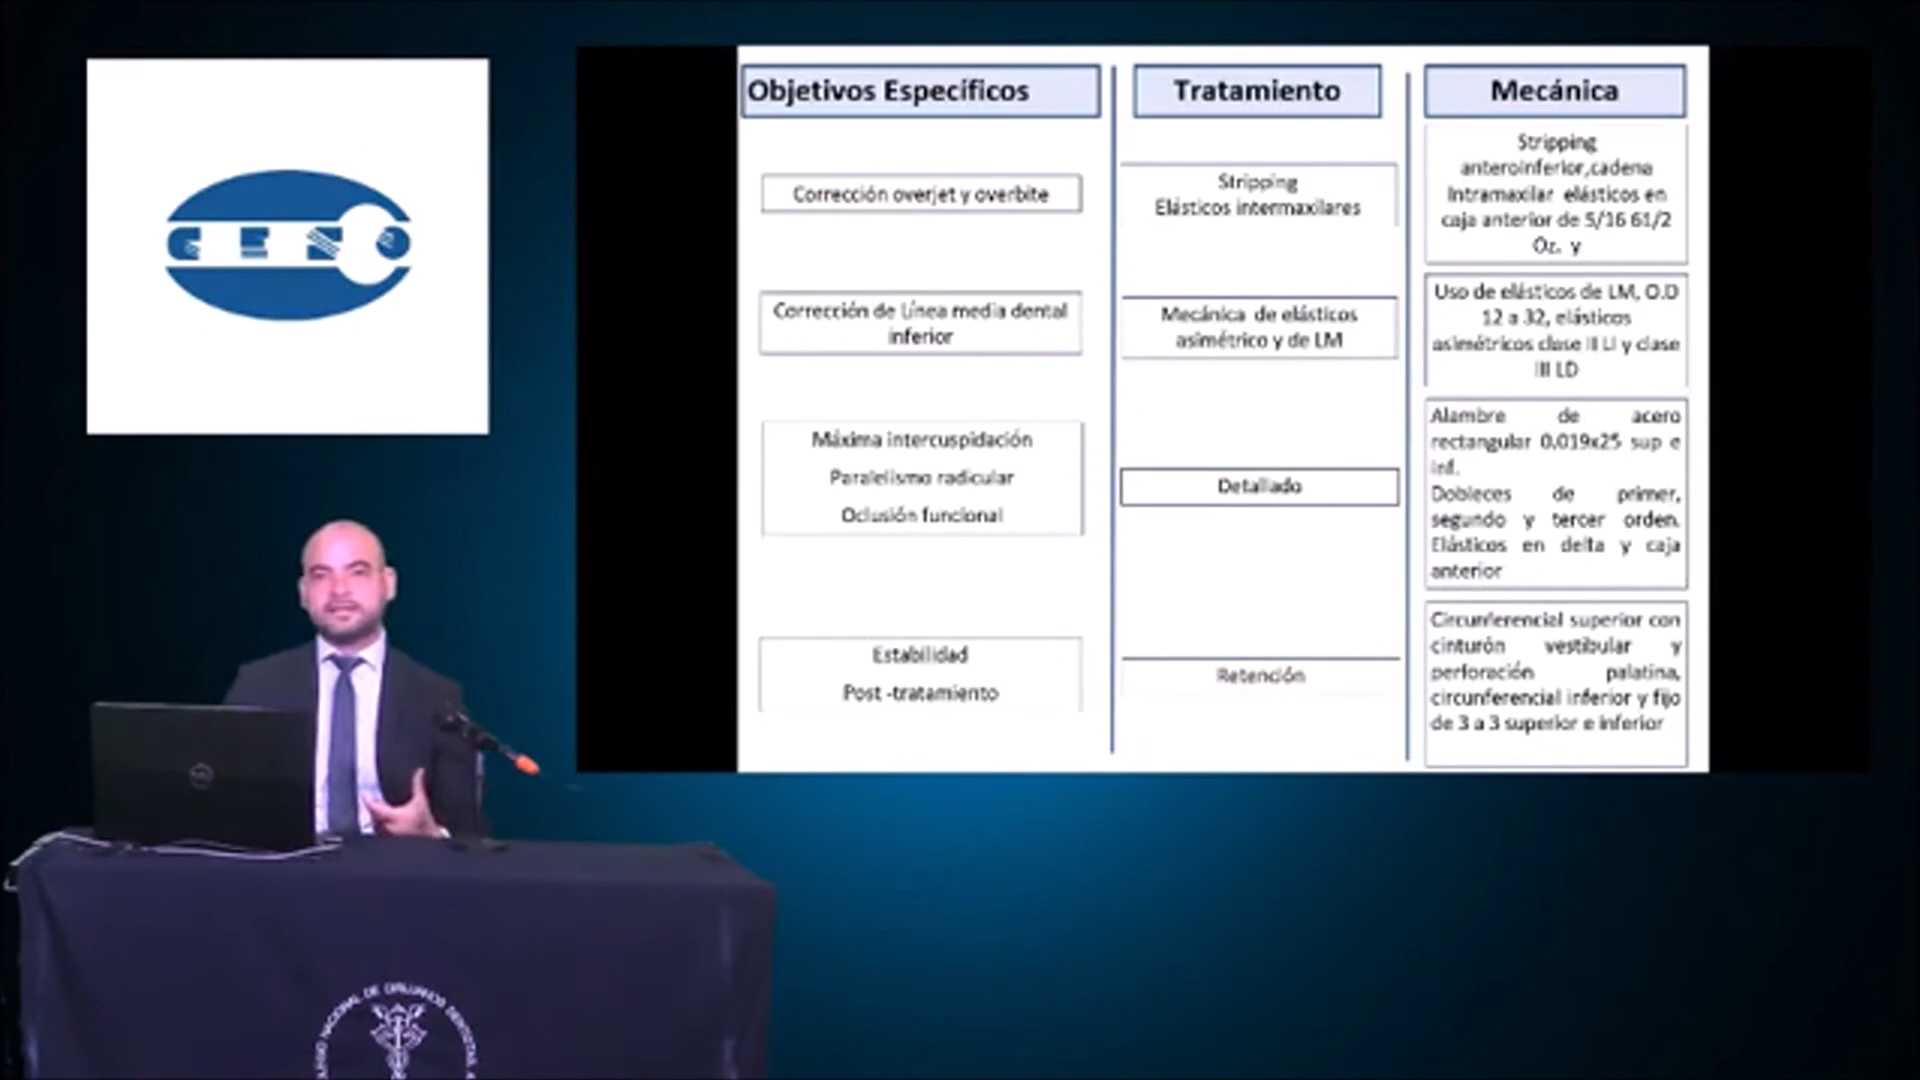 Objetivos Específicos
Corrección overjet y overbite
Corrección de Línea media dental
inferior
Máxima intercuspidación
Paralelismo radicular
Oclusión funcional
Estabilidad
Post -tratamiento
Tratamiento
Stripping
Elásticos intermaxilares
Mecánica de elásticos
asimétrico y de LM
Detallado
Retención
Mecánica
Stripping
anteroinferior,cadena
Intramaxilar elásticos en
caja anterior de 5/16 61/2
Oz. y
Uso de elásticos de LM, O.D
12 a 32, elásticos
asimétricos clase II LI y clase
III LD
Alambre de acero
rectangular 0.019x25 sup e
inf.
Dobleces de primer,
segundo y tercer orden.
Elásticos en delta y caja
anterior
Circunferencial superior con
cinturón vestibular y
perforación palatina,
circunferencial inferior y fijo
de 3 a 3 superior e inferior
NACIONAL DE CIRUJANOS DENTISTAS